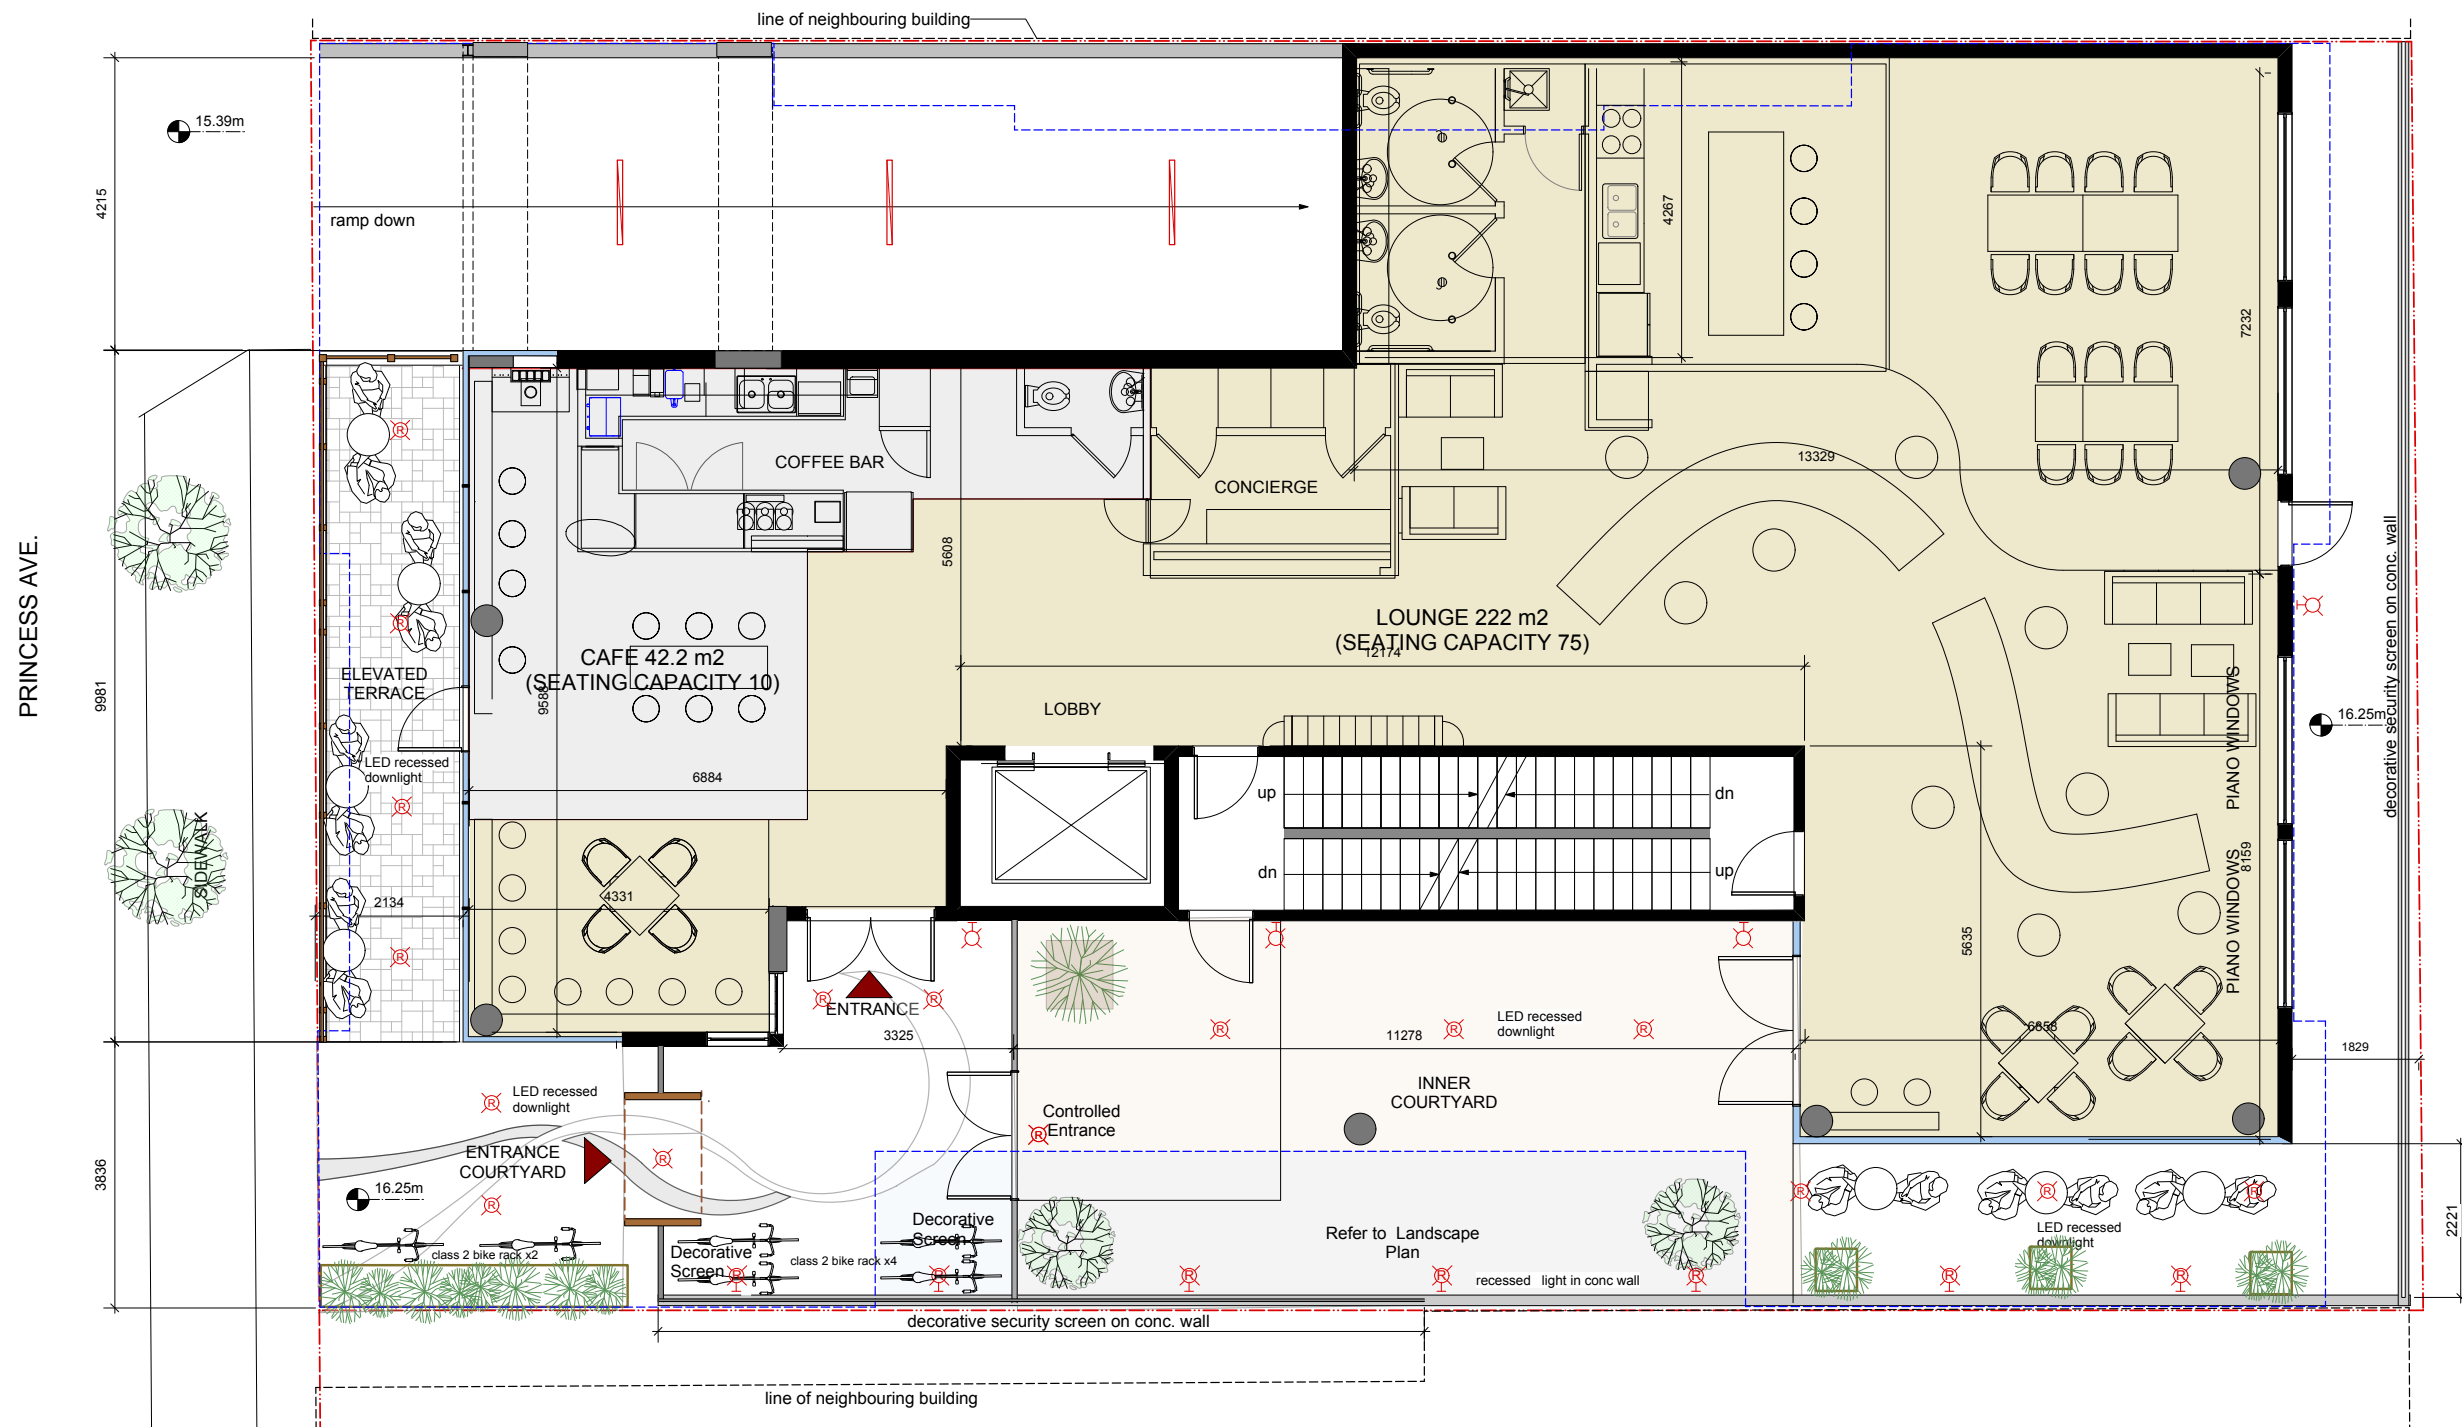 line of neighbouring building
15.39m
4215
ramp down
4267
7232
PRINCESS AVE.
COFFEE BAR
CONCIERGE
13329
5608
LOUNGE 222 m2
(SEATING CAPACITY 75)
12174
CAFE 42.2 m2
(SEATING CAPACITY 10)
9588
ELEVATED
TERRACE
9981
LOBBY
decorative security screen on conc. wall
16.25m
PIANO WINDOWS
LED recessed
downlight
6884
up
dn
SIDEWALK
dn
up
8159
PIANO WINDOWS
2134
4331
5635
R
ENTRANCE
3325
11278
LED recessed
downlight
6858
1829
LED recessed
downlight
INNER
COURTYARD
Controlled
Entrance
ENTRANCE
COURTYARD
3836
16.25m
2221
Decorative
Screen
Refer to Landscape
Plan
LED recessed
downlight
class 2 bike rack x2
Decorative
Screen
class 2 bike rack x4
recessed light in conc wall
decorative security screen on conc. wall
line of neighbouring building